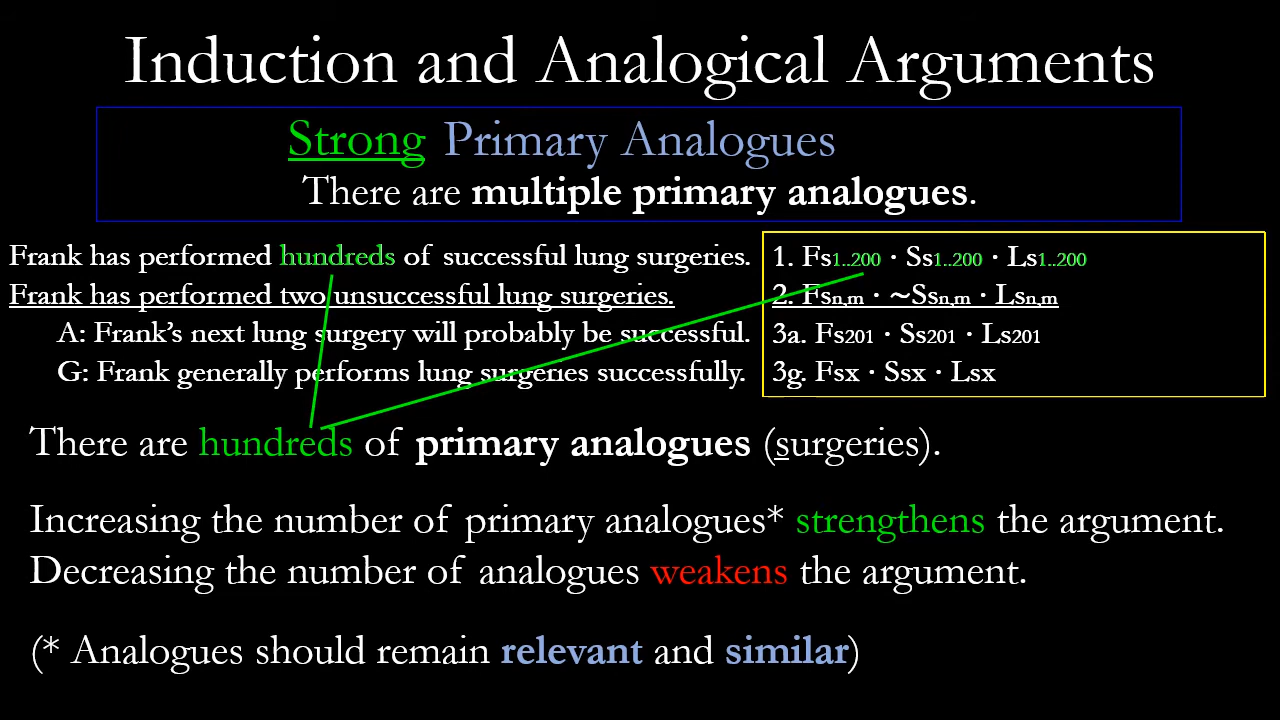 Induction and Analogical Arguments
Strong Primary Analogues
There are multiple primary analogues.
Frank has performed hundreds of successful lung surgeries.
Frank has performed two unsuccessful lung surgeries.
A: Frank's next lung surgery will probably be successful.
G: Frank generally performs lung surgeries successfully.
1. Fs1..200 · Ss1..200 · Ls1..200
2. Fsn,m · ~Ssn,m · Lsn,m
3a. Fs201 · Ss201 · Ls201
3g. Fsx · Ssx · Lsx
There are hundreds of primary analogues (surgeries).
Increasing the number of primary analogues* strengthens the argument.
Decreasing the number of analogues weakens the argument.
(* Analogues should remain relevant and similar)